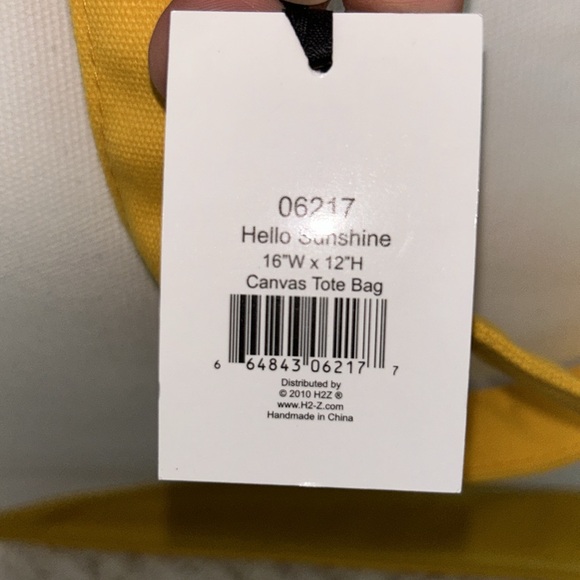 06217
Hello Sunshine
16"W x 12"H
Canvas Tote Bag
6 64843 06217 7
Distributed by
© 2010 H2Z ®
www.H2-Z.com
Handmade in China